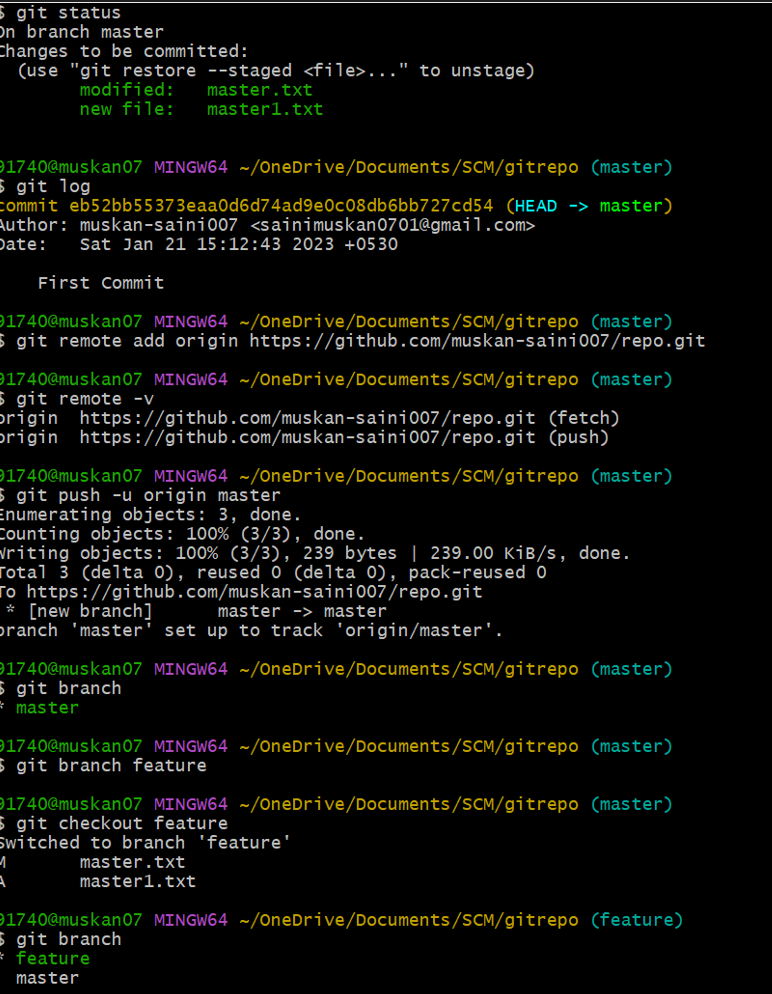 $ git status
On branch master
Changes to be committed:
  (use "git restore --staged <file>..." to unstage)
        modified:   master.txt
        new file:   master1.txt
91740@muskan07 MINGW64 ~/OneDrive/Documents/SCM/gitrepo (master)
$ git log
commit eb52bb55373eaa0d6d74ad9e0c08db6bb727cd54 (HEAD -> master)
Author: muskan-saini007 <sainimuskan0701@gmail.com>
Date:   Sat Jan 21 15:12:43 2023 +0530
    First Commit
91740@muskan07 MINGW64 ~/OneDrive/Documents/SCM/gitrepo (master)
$ git remote add origin https://github.com/muskan-saini007/repo.git
91740@muskan07 MINGW64 ~/OneDrive/Documents/SCM/gitrepo (master)
$ git remote -v
origin  https://github.com/muskan-saini007/repo.git (fetch)
origin  https://github.com/muskan-saini007/repo.git (push)
91740@muskan07 MINGW64 ~/OneDrive/Documents/SCM/gitrepo (master)
$ git push -u origin master
Enumerating objects: 3, done.
Counting objects: 100% (3/3), done.
Writing objects: 100% (3/3), 239 bytes | 239.00 KiB/s, done.
Total 3 (delta 0), reused 0 (delta 0), pack-reused 0
To https://github.com/muskan-saini007/repo.git
 * [new branch]      master -> master
branch 'master' set up to track 'origin/master'.
91740@muskan07 MINGW64 ~/OneDrive/Documents/SCM/gitrepo (master)
$ git branch
* master
91740@muskan07 MINGW64 ~/OneDrive/Documents/SCM/gitrepo (master)
$ git branch feature
91740@muskan07 MINGW64 ~/OneDrive/Documents/SCM/gitrepo (master)
$ git checkout feature
Switched to branch 'feature'
M       master.txt
A       master1.txt
91740@muskan07 MINGW64 ~/OneDrive/Documents/SCM/gitrepo (feature)
$ git branch
* feature
  master